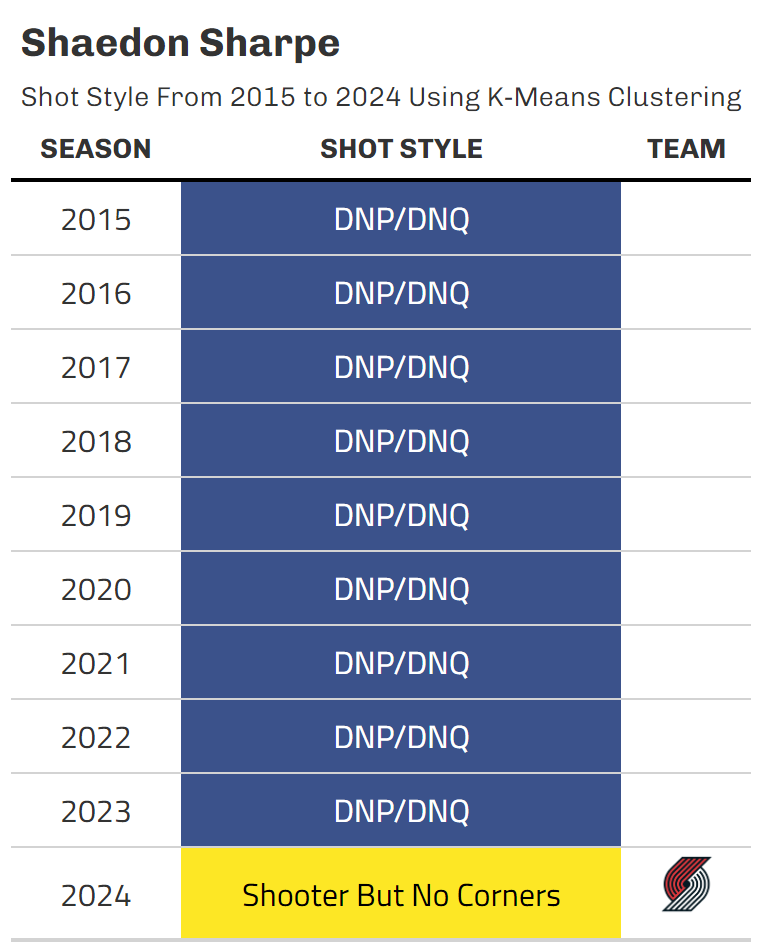 Shaedon Sharpe
Shot Style From 2015 to 2024 Using K-Means Clustering
SEASON SHOT STYLE TEAM
2015 DNP/DNQ
2016 DNP/DNQ
2017 DNP/DNQ
2018 DNP/DNQ
2019 DNP/DNQ
2020 DNP/DNQ
2021 DNP/DNQ
2022 DNP/DNQ
2023 DNP/DNQ
2024 Shooter But No Corners